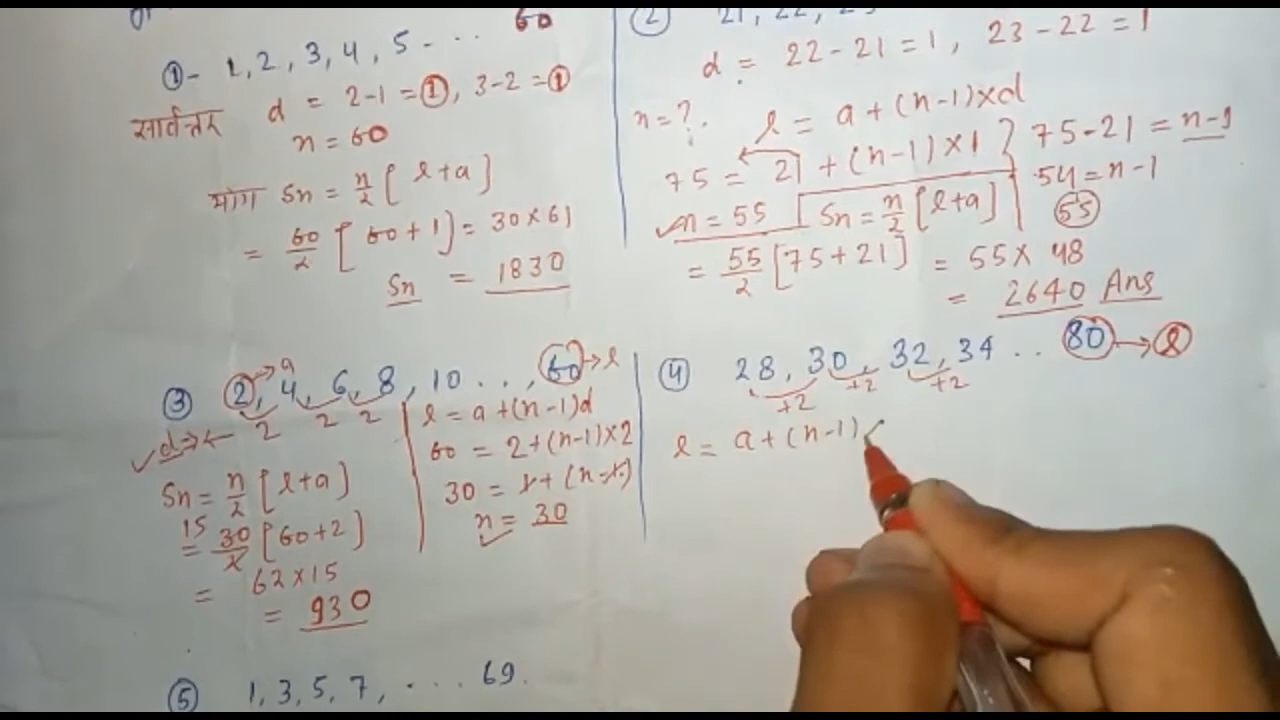 ①- 1, 2, 3, 4, 5 - ... 60
सार्वन्तर d = 2-1 = ①, 3-2 = ①
n = 60
योग Sn = n/2 [ l+a ]
= 60/2 [ 60+1 ] = 30×61
Sn = 1830
② 21, 22, 23
d = 22-21 = 1, 23-22 = 1
n = ?. l = a+(n-1)×d
75 = 21+(n-1)×1 } 75-21 = n-1
54 = n-1
n = 55 Sn = n/2 [l+a] 55
= 55/2 [75+21] = 55×48
= 2640 Ans
③ 2→a, 4, 6, 8, 10 . . . , 60→l
✓d→← 2 2 2
l = a+(n-1)d
60 = 2+(n-1)×2
30 = 1+(n-1)
n = 30
Sn = n/2 [l+a]
15
= 30/2 [60+2]
= 62×15
= 930
④ 28, 30, 32, 34 .. 80→l
+2 +2 +2
l = a+(n-1)
⑤ 1, 3, 5, 7, . ... 69.